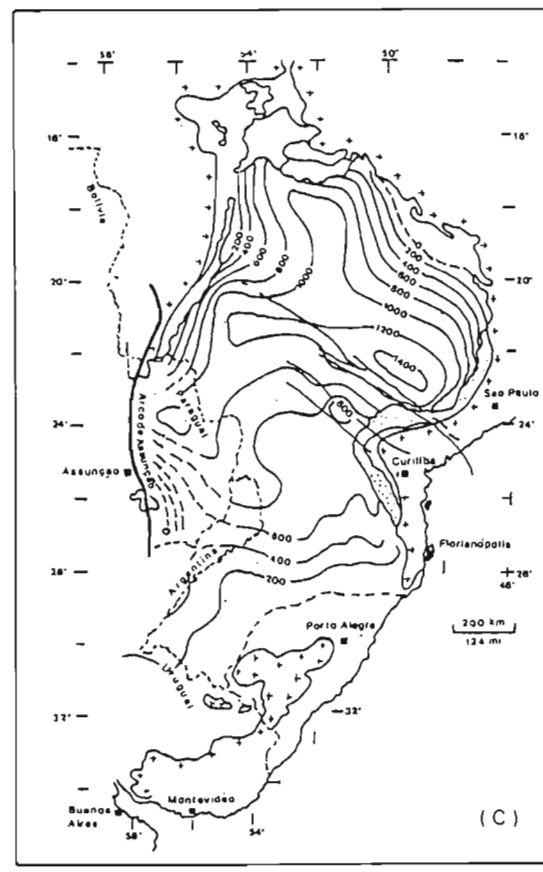 58°
54°
50°
16°
16°
Bolivia
200
400
600
800
1000
0
200
400
600
800
1000
20°
20°
1200
1400
Paraguai
600
São Paulo
24°
24°
Arco de Assunção
Assunção
Curitiba
0
600
400
200
Argentina
Florianópolis
28°
28°
48°
Porto Alegre
200 km
124 mi
Uruguai
32°
32°
Buenos
Aires
Montevideo
58°
54°
(C)